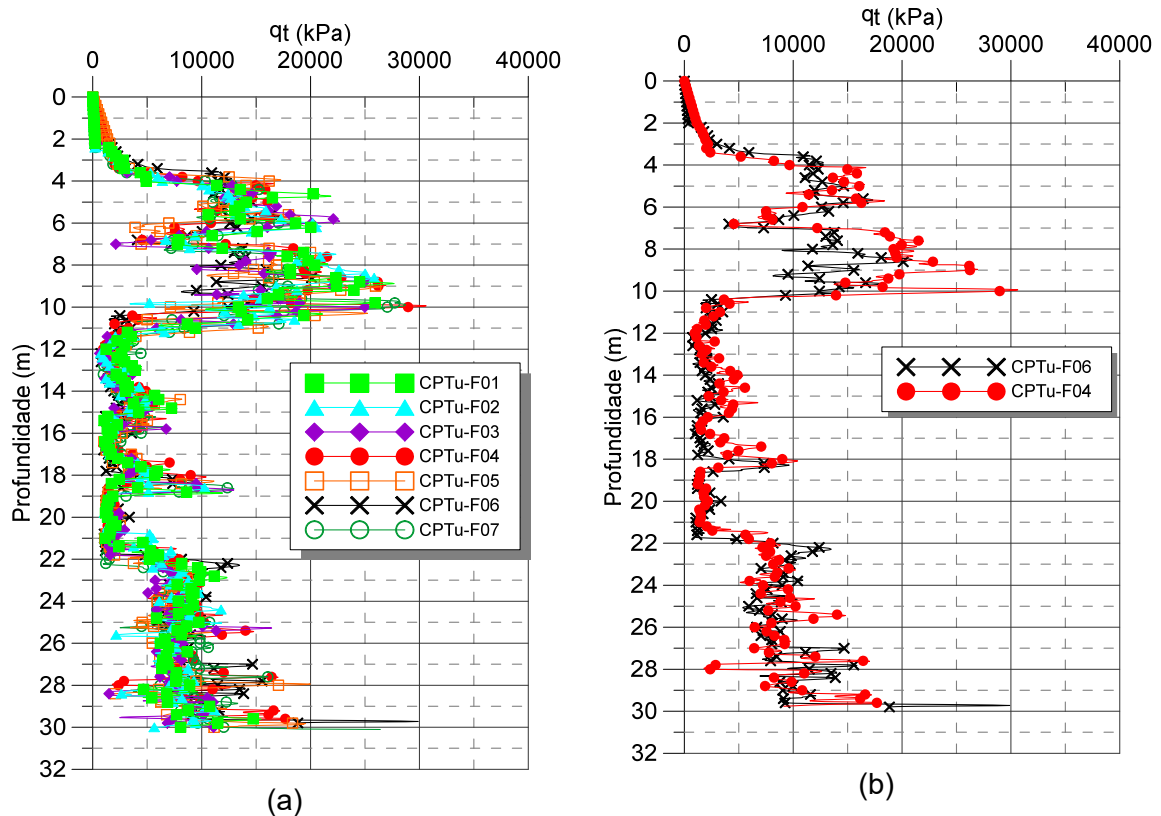 qt (kPa)
0 10000 20000 30000 40000
0
2
4
6
8
10
12
14
16
18
20
22
24
26
28
30
32
Profundidade (m)
CPTu-F01
CPTu-F02
CPTu-F03
CPTu-F04
CPTu-F05
CPTu-F06
CPTu-F07
(a)
qt (kPa)
0 10000 20000 30000 40000
0
2
4
6
8
10
12
14
16
18
20
22
24
26
28
30
32
Profundidade (m)
CPTu-F06
CPTu-F04
(b)